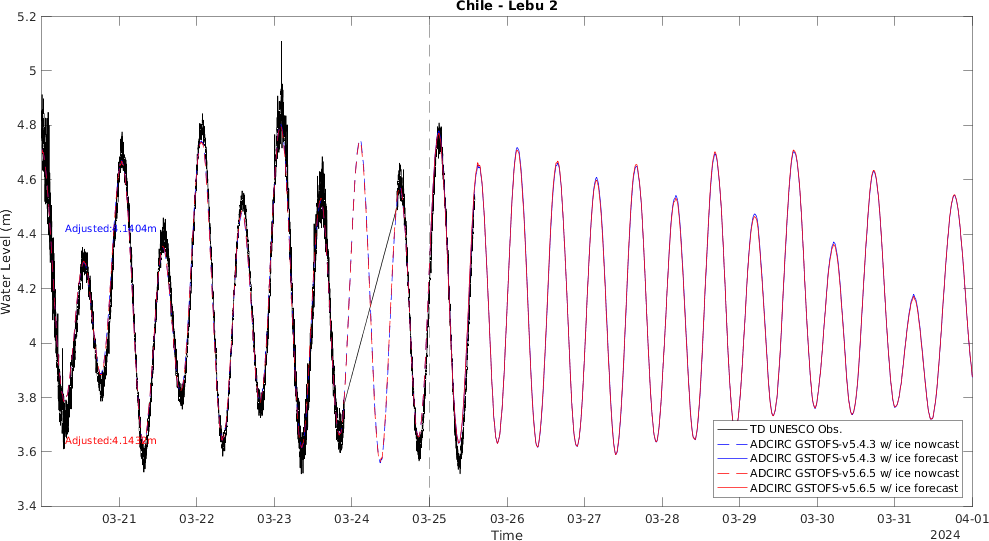 Chile - Lebu 2
5.2
5
4.8
4.6
4.4
4.2
4
3.8
3.6
3.4
Water Level (m)
Adjusted:4.1404m
TD UNESCO Obs.
ADCIRC GSTOFS-v5.4.3 w/ ice nowcast
ADCIRC GSTOFS-v5.4.3 w/ ice forecast
ADCIRC GSTOFS-v5.6.5 w/ ice nowcast
ADCIRC GSTOFS-v5.6.5 w/ ice forecast
03-21 03-22 03-23 03-24 03-25 03-26 03-27 03-28 03-29 03-30 03-31 04-01
Time
2024